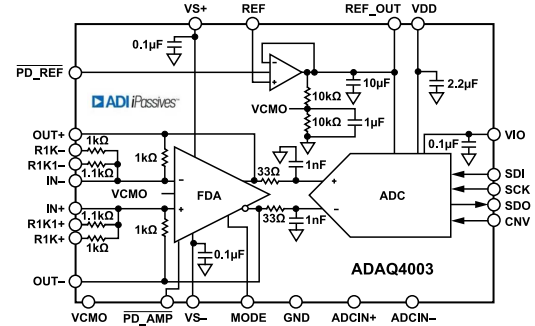 VS+ REF REF_OUT VDD
0.1µF
PD_REF
10µF
2.2µF
10kΩ
ADI iPassives™
VCMO
10kΩ
1µF
OUT+
VIO
1kΩ
0.1µF
R1K–
1kΩ
1nF
R1K1–
33Ω
SDI
1.1kΩ
IN–
SCK
VCMO
FDA
ADC
SDO
IN+
1.1kΩ
CNV
R1K1+
33Ω
1nF
1kΩ
R1K+
1kΩ
0.1µF
OUT–
ADAQ4003
VCMO PD_AMP VS– MODE GND ADCIN+ ADCIN–
+
–
–
+